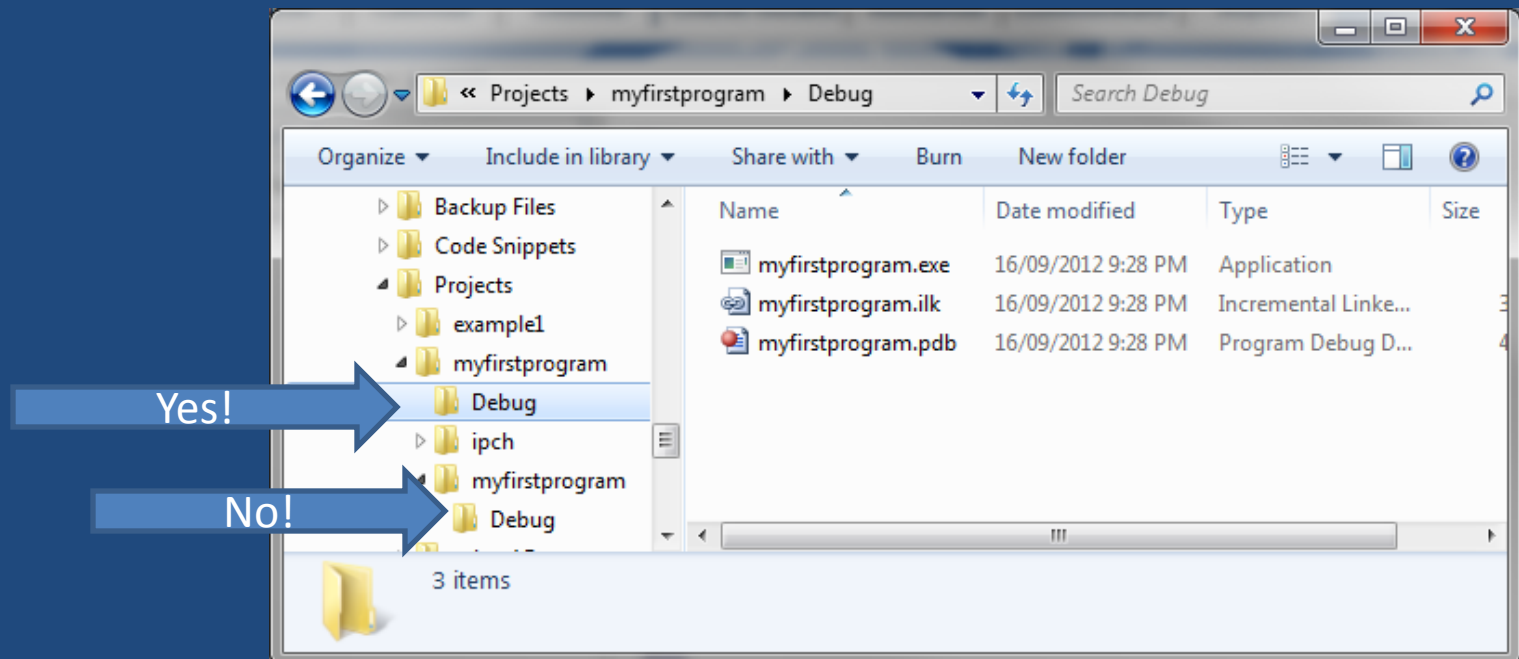 « Projects ▸ myfirstprogram ▸ Debug
Search Debug
Organize Include in library Share with Burn New folder
Backup Files
Code Snippets
Projects
example1
myfirstprogram
Debug
ipch
myfirstprogram
Debug
Name Date modified Type Size
myfirstprogram.exe 16/09/2012 9:28 PM Application
myfirstprogram.ilk 16/09/2012 9:28 PM Incremental Linke... 3
myfirstprogram.pdb 16/09/2012 9:28 PM Program Debug D... 4
Yes!
No!
3 items